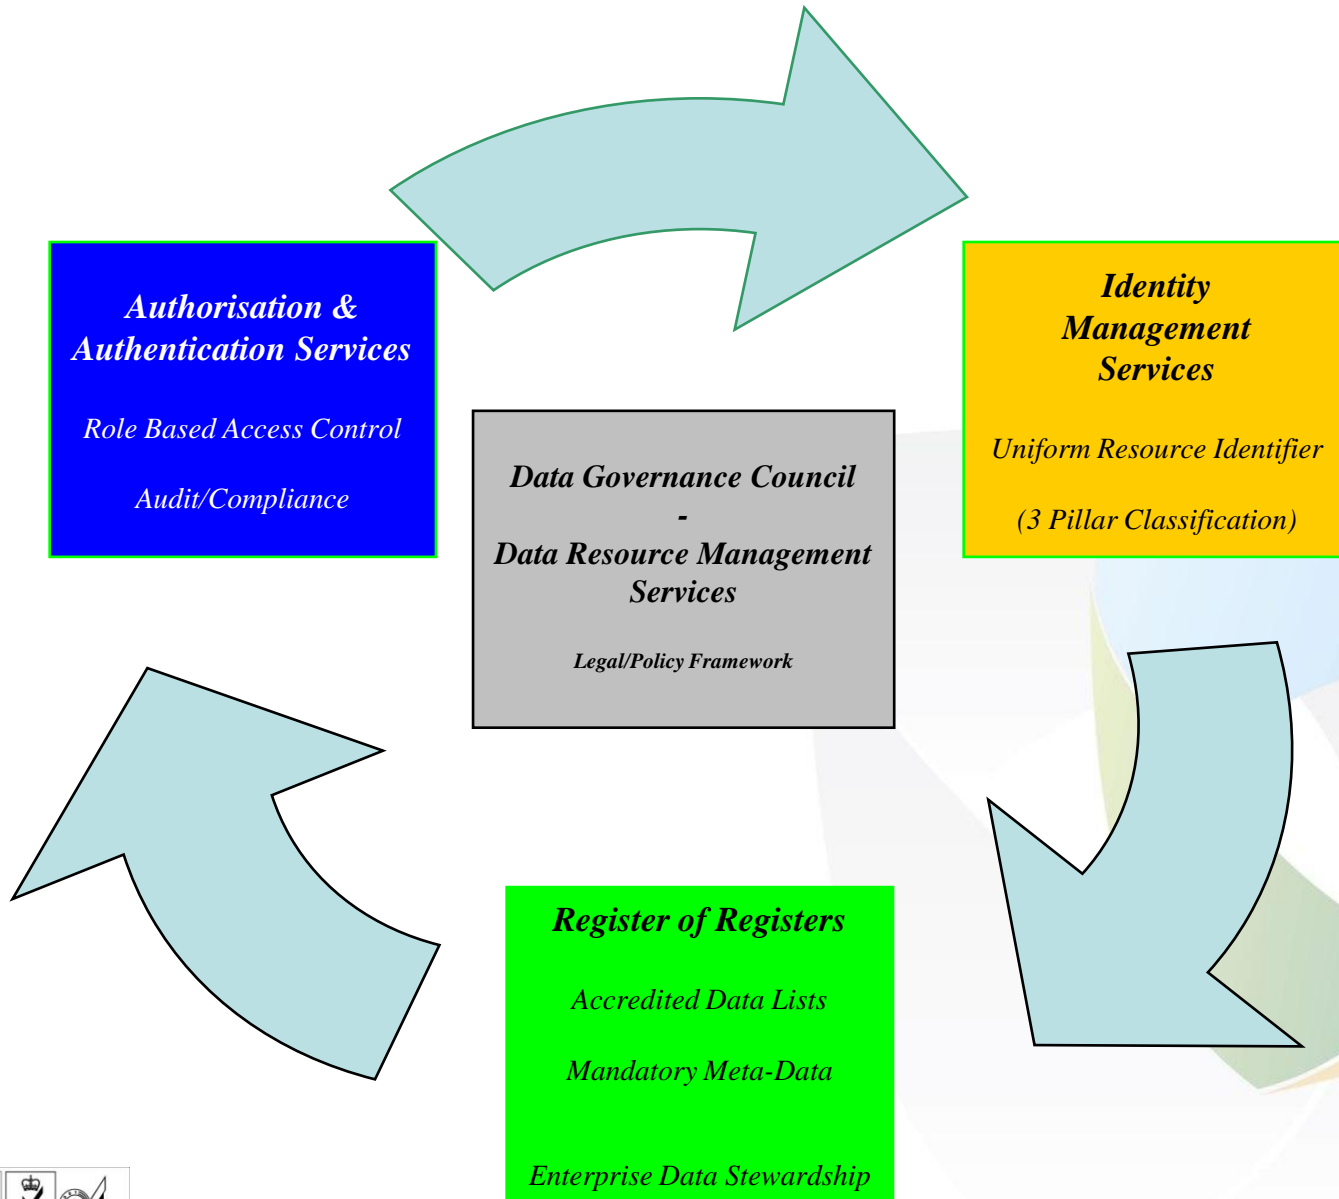 Authorisation &
Authentication Services
Role Based Access Control
Audit/Compliance
Identity
Management
Services
Uniform Resource Identifier
(3 Pillar Classification)
Data Governance Council
-
Data Resource Management
Services
Legal/Policy Framework
Register of Registers
Accredited Data Lists
Mandatory Meta-Data
Enterprise Data Stewardship